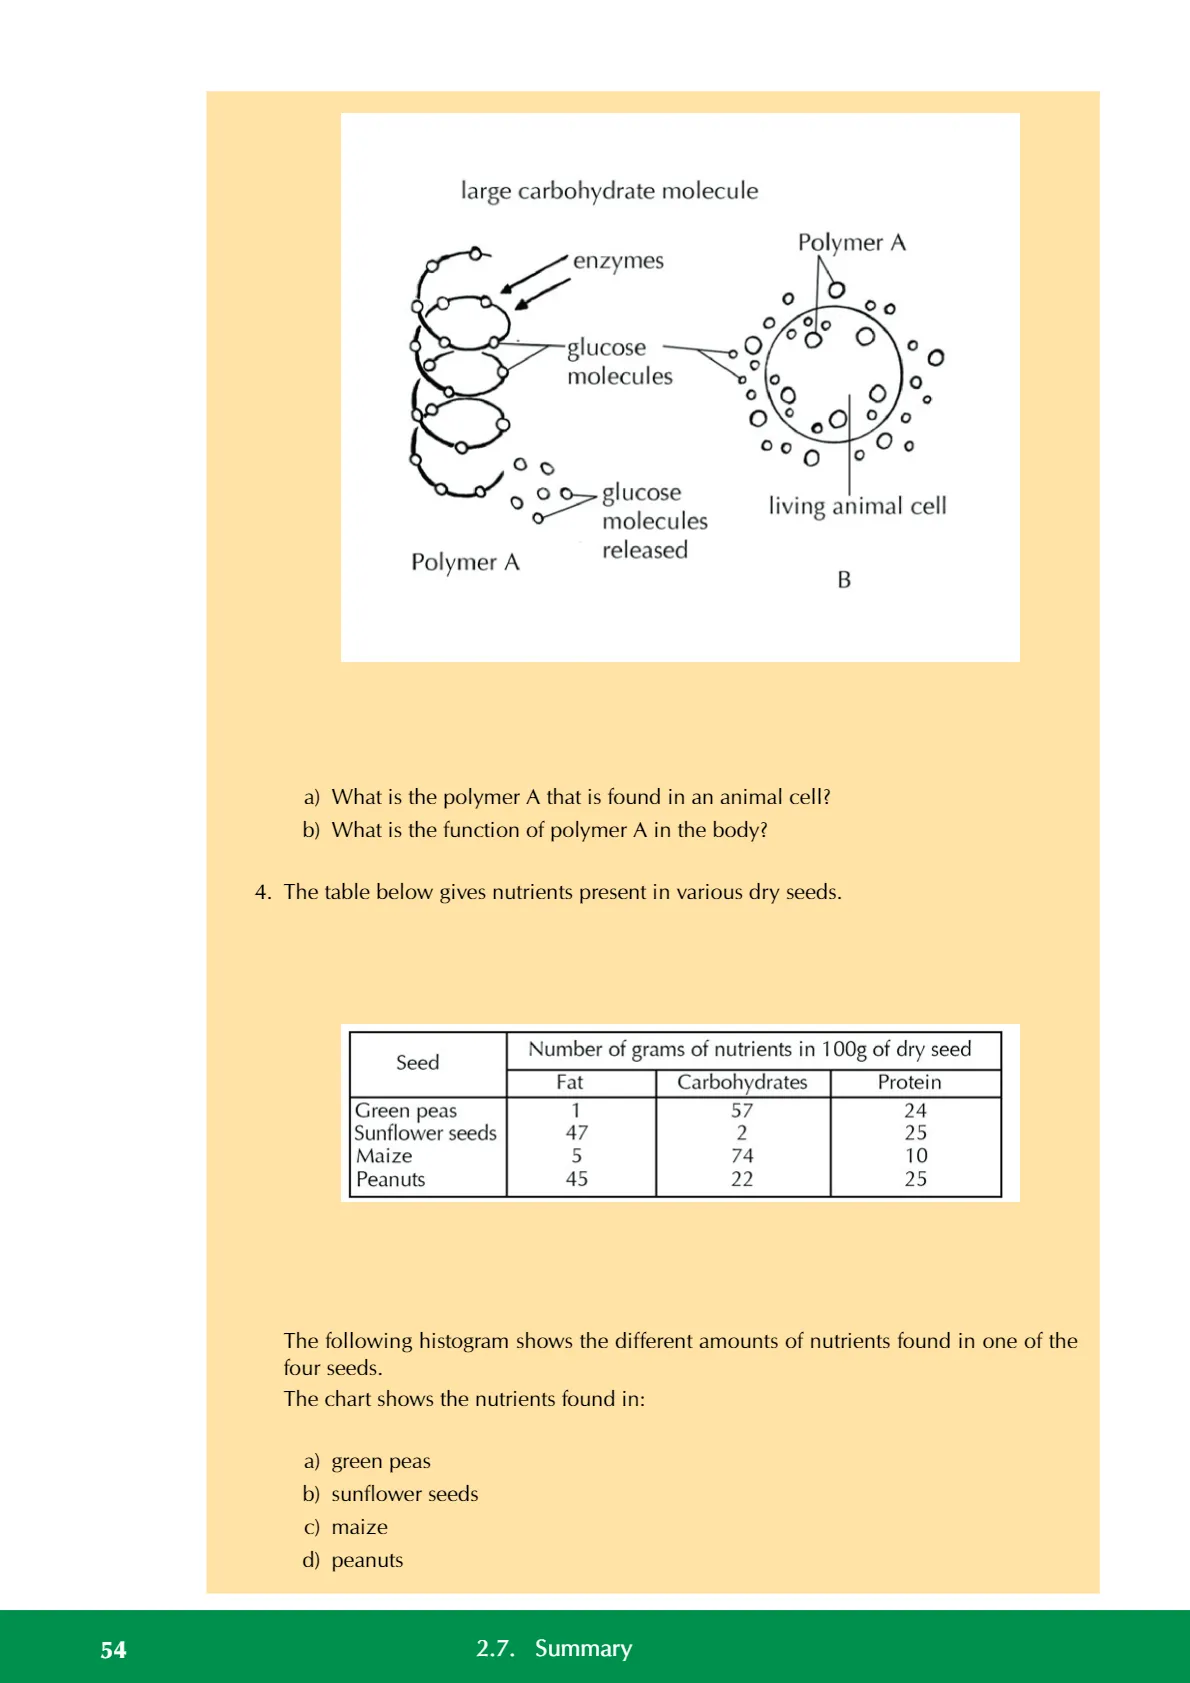 large carbohydrate molecule
Polymer A
enzymes
glucose
molecules
glucose
molecules
released
living animal cell
Polymer A
B
a) What is the polymer A that is found in an animal cell?
b) What is the function of polymer A in the body?
4. The table below gives nutrients present in various dry seeds.
Seed Number of grams of nutrients in 100g of dry seed
Fat Carbohydrates Protein
Green peas 1 57 24
Sunflower seeds 47 2 25
Maize 5 74 10
Peanuts 45 22 25
The following histogram shows the different amounts of nutrients found in one of the
four seeds.
The chart shows the nutrients found in:
a) green peas
b) sunflower seeds
c) maize
d) peanuts
54 2.7. Summary